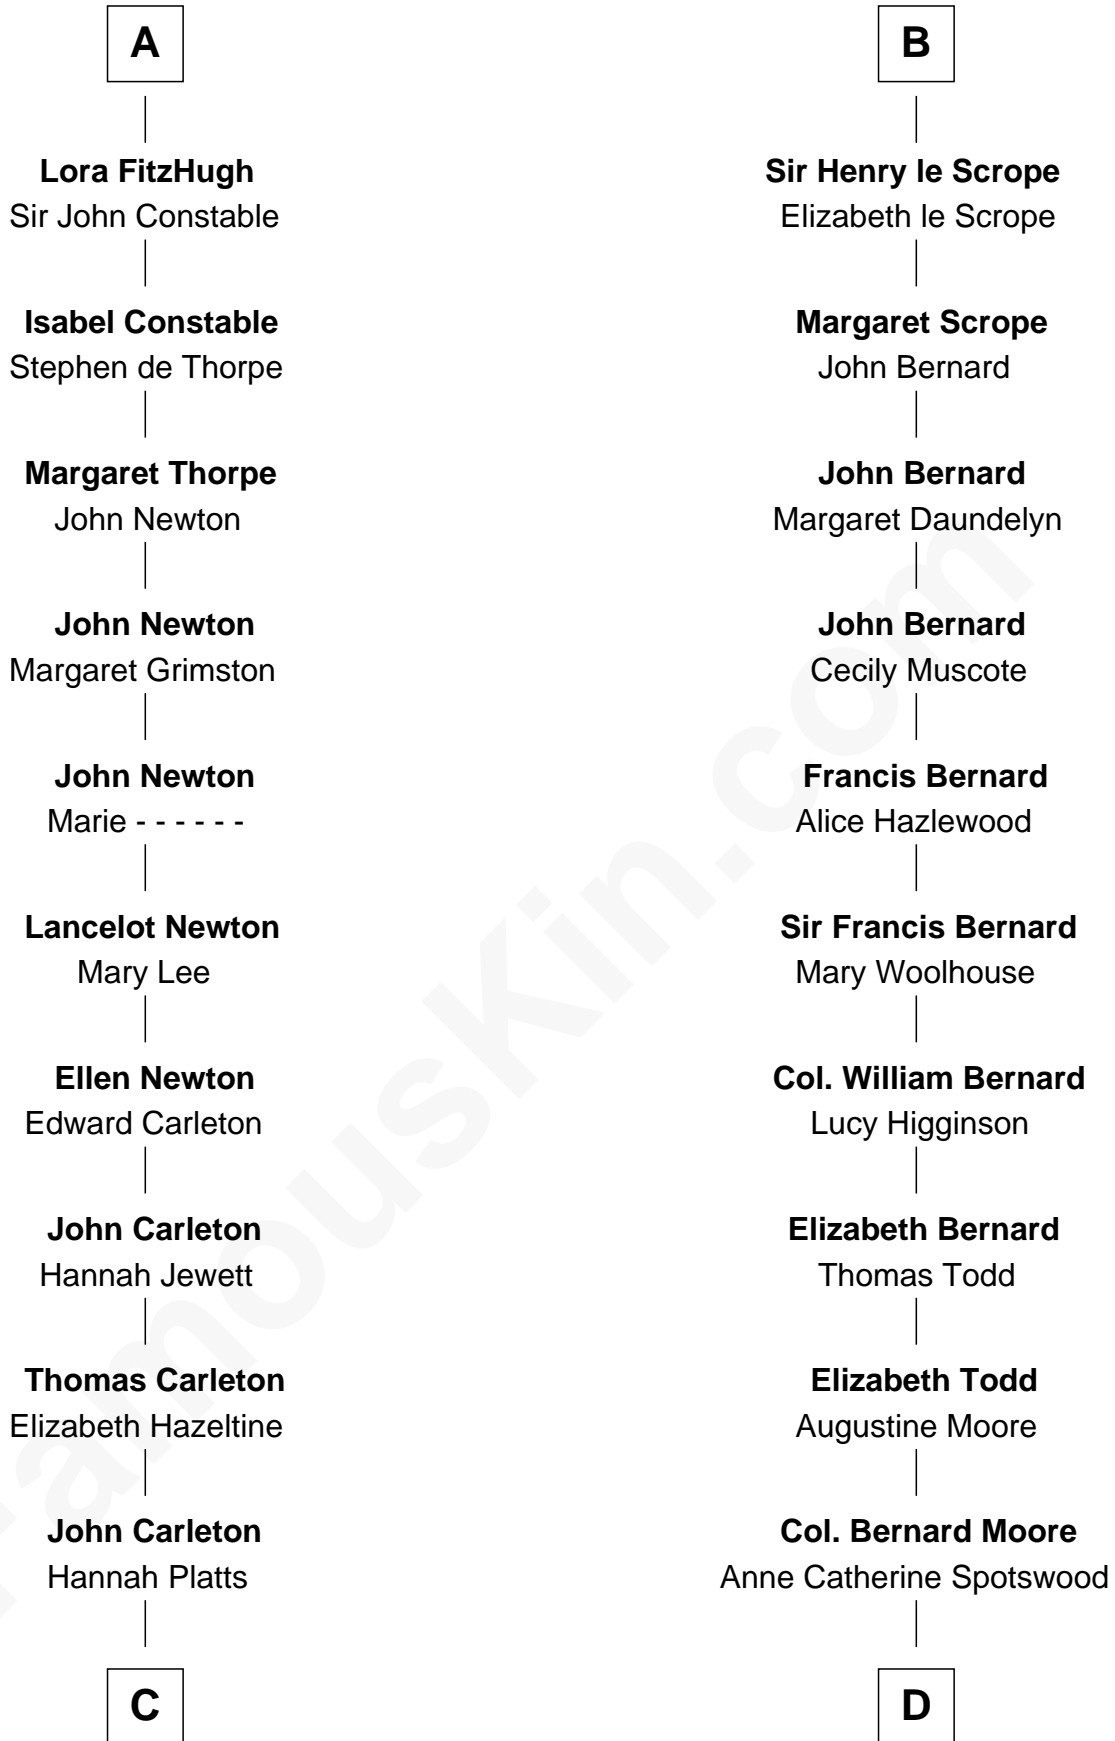 A
Lora FitzHugh
Sir John Constable
Isabel Constable
Stephen de Thorpe
Margaret Thorpe
John Newton
John Newton
Margaret Grimston
John Newton
Marie - - - - - -
Lancelot Newton
Mary Lee
Ellen Newton
Edward Carleton
John Carleton
Hannah Jewett
Thomas Carleton
Elizabeth Hazeltine
John Carleton
Hannah Platts
C
B
Sir Henry le Scrope
Elizabeth le Scrope
Margaret Scrope
John Bernard
John Bernard
Margaret Daundelyn
John Bernard
Cecily Muscote
Francis Bernard
Alice Hazlewood
Sir Francis Bernard
Mary Woolhouse
Col. William Bernard
Lucy Higginson
Elizabeth Bernard
Thomas Todd
Elizabeth Todd
Augustine Moore
Col. Bernard Moore
Anne Catherine Spotswood
D
FamousKin.com